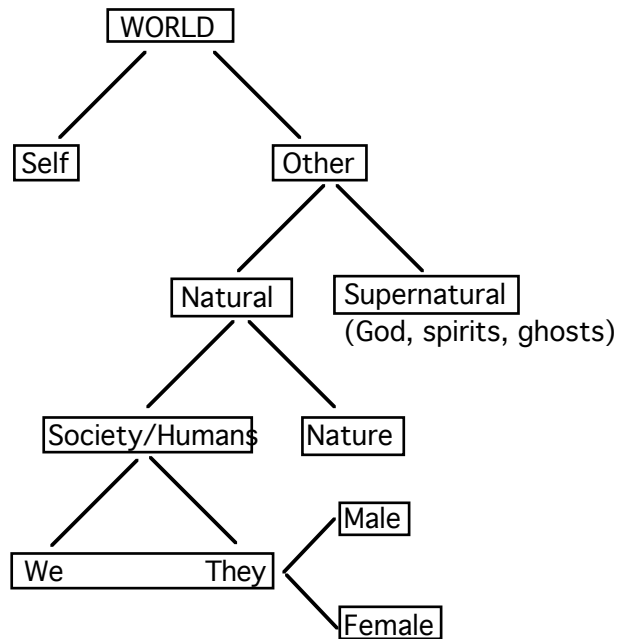 WORLD
Self
Other
Natural
Supernatural
(God, spirits, ghosts)
Society/Humans
Nature
Male
We They
Female